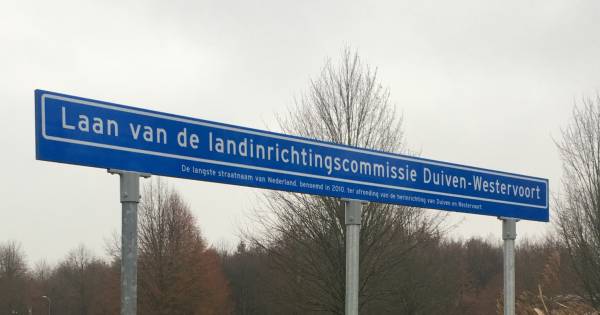 Laan van de landinrichtingscommissie Duiven-Westervoort
De langste straatnaam van Nederland, benoemd in 2010, ter afronding van de herinrichting van Duiven en Westervoort